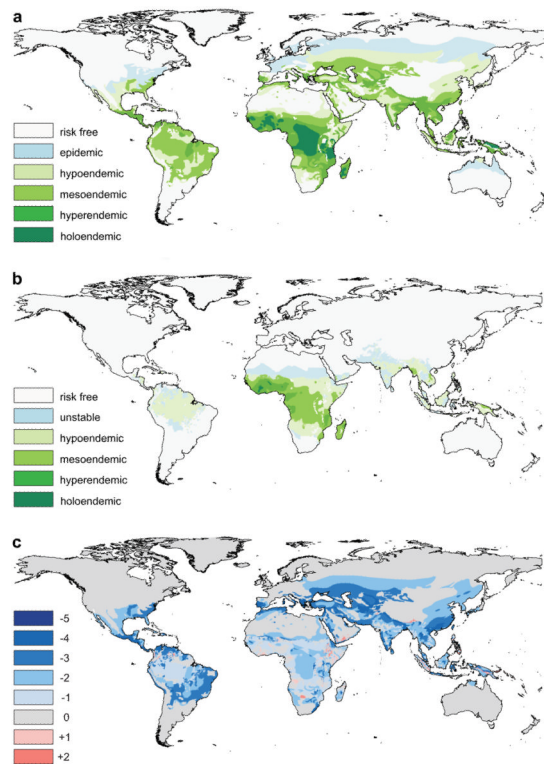 a
risk free
epidemic
hypoendemic
mesoendemic
hyperendemic
holoendemic
b
risk free
unstable
hypoendemic
mesoendemic
hyperendemic
holoendemic
c
-5
-4
-3
-2
-1
0
+1
+2